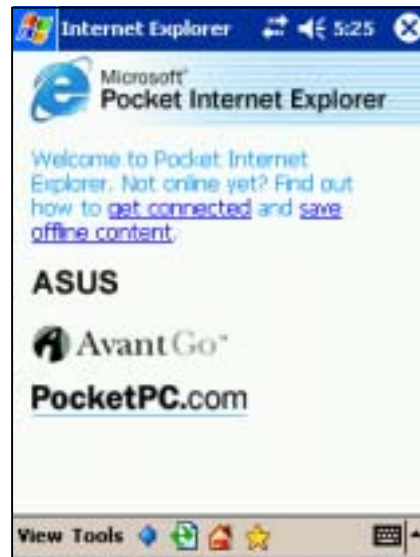 Internet Explorer 5:25
Microsoft®
Pocket Internet Explorer
Welcome to Pocket Internet
Explorer. Not online yet? Find out
how to get connected and save
offline content.
ASUS
AvantGo™
PocketPC.com
View Tools